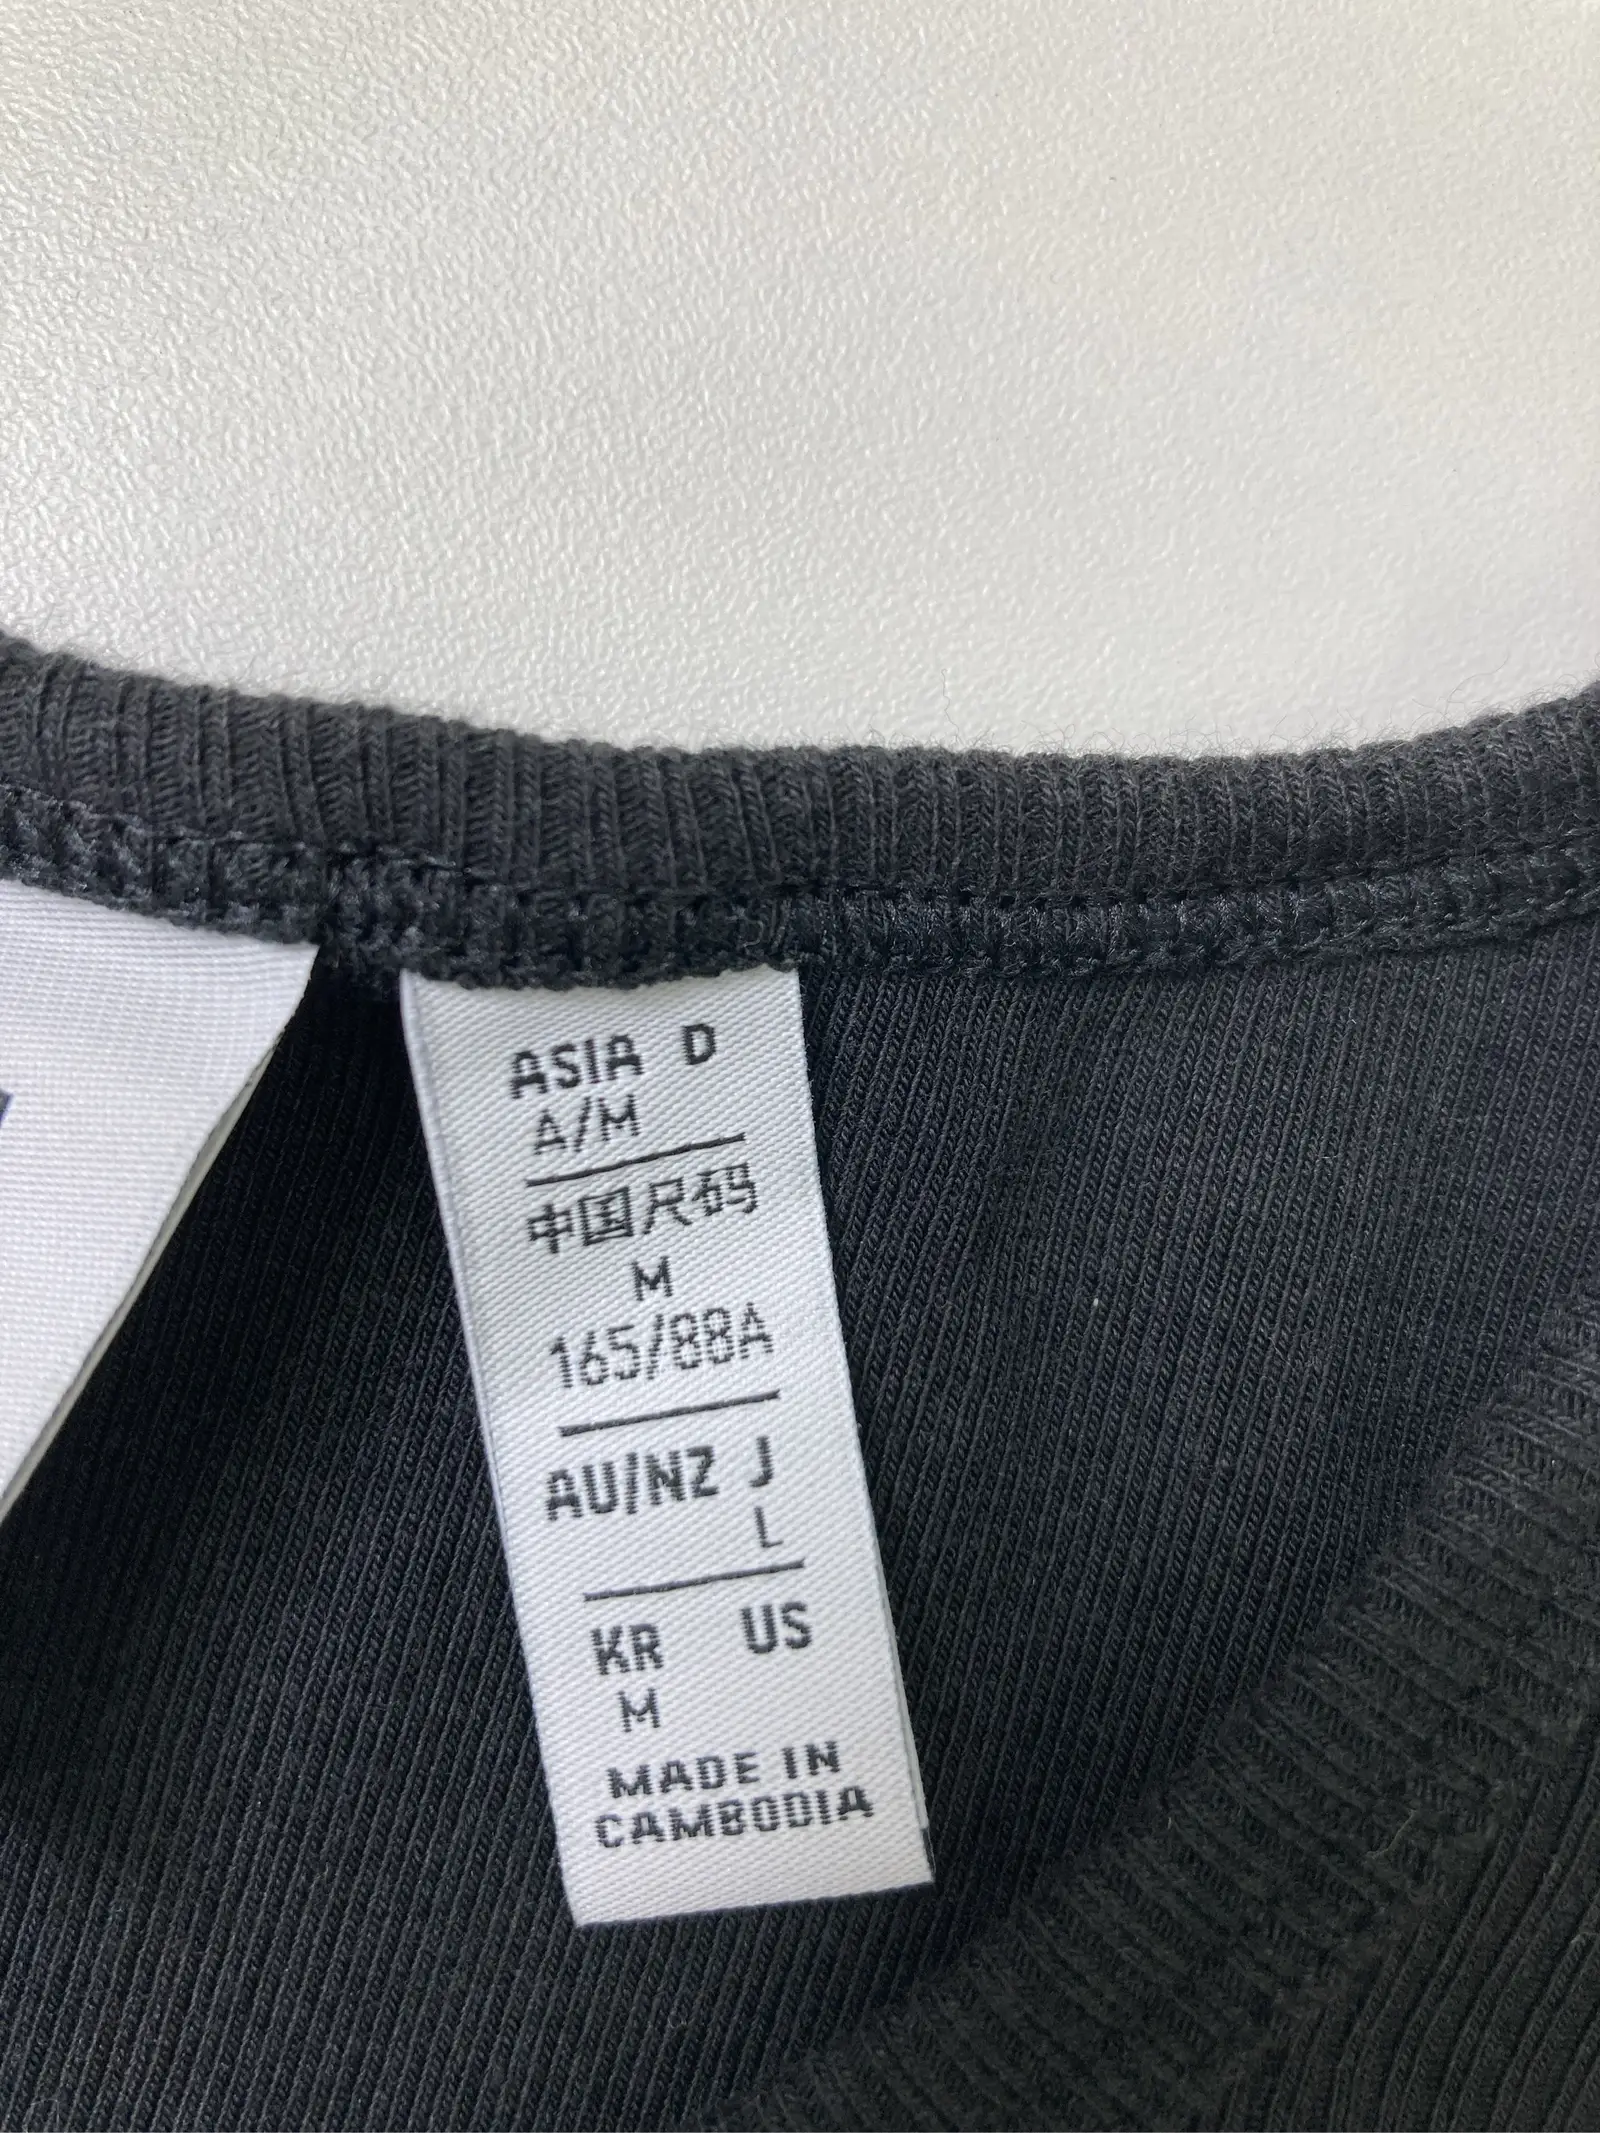 ASIA D
A/M
中国尺码
M
165/88A
AU/NZ J
L
KR US
M
MADE IN
CAMBODIA